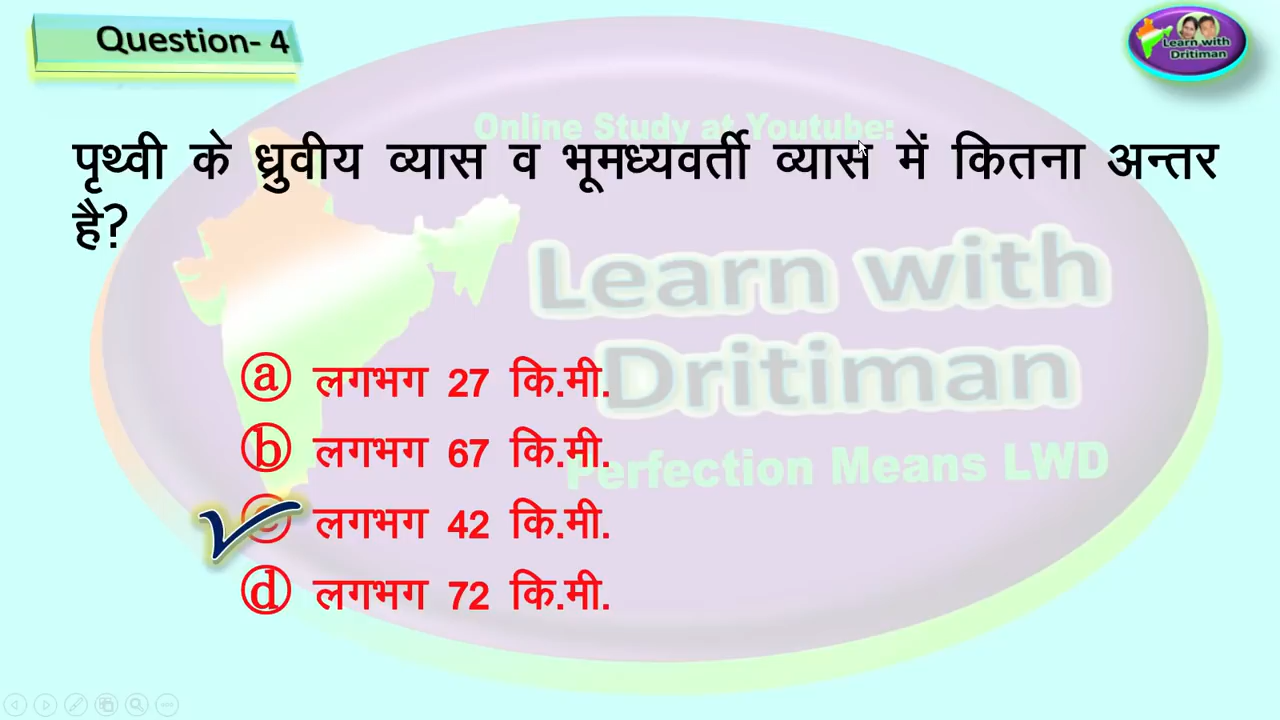 Question- 4
Learn with
Dritiman
Online Study at Youtube:
पृथ्वी के ध्रुवीय व्यास व भूमध्यवर्ती व्यास में कितना अन्तर
है?
Learn with
Dritiman
Perfection Means LWD
ⓐ लगभग 27 कि.मी.
ⓑ लगभग 67 कि.मी.
ⓒ लगभग 42 कि.मी.
ⓓ लगभग 72 कि.मी.